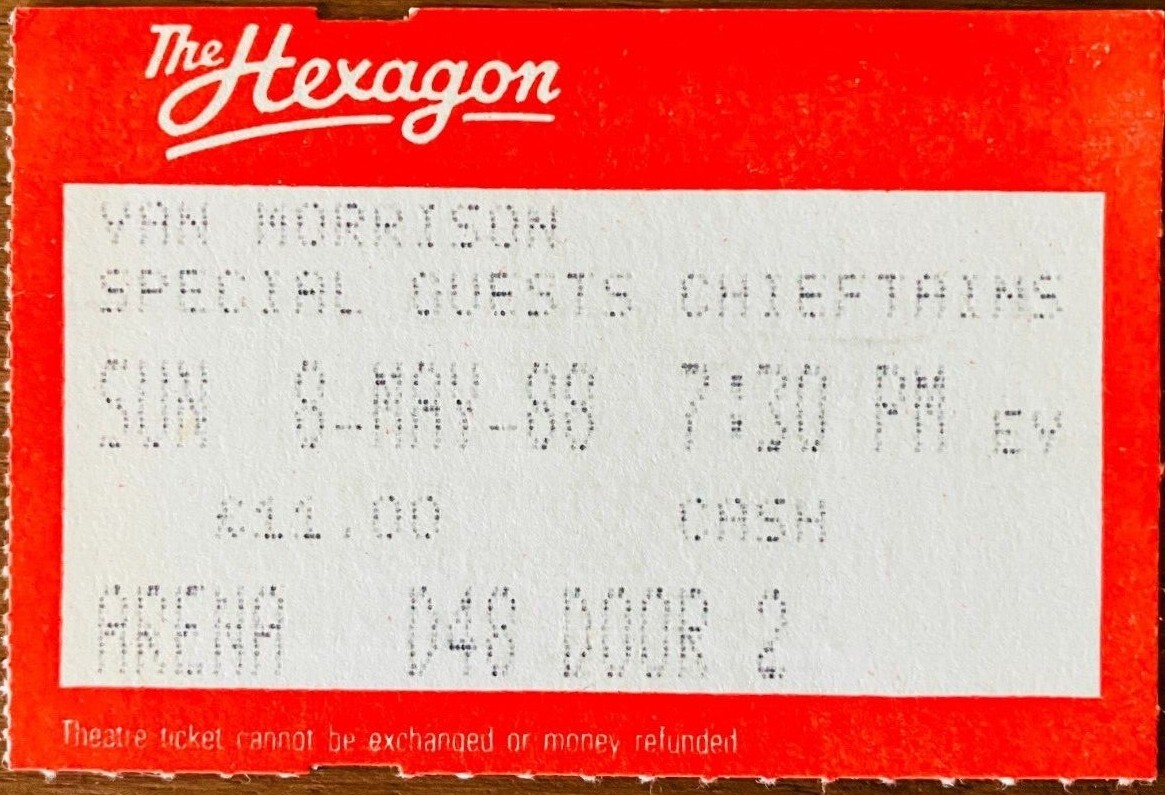 The Hexagon
VAN MORRISON
SPECIAL GUESTS CHIEFTAINS
SUN 8-MAY-88 7:30 PM EV
£11.00 CASH
ARENA D48 DOOR 2
Theatre ticket cannot be exchanged or money refunded